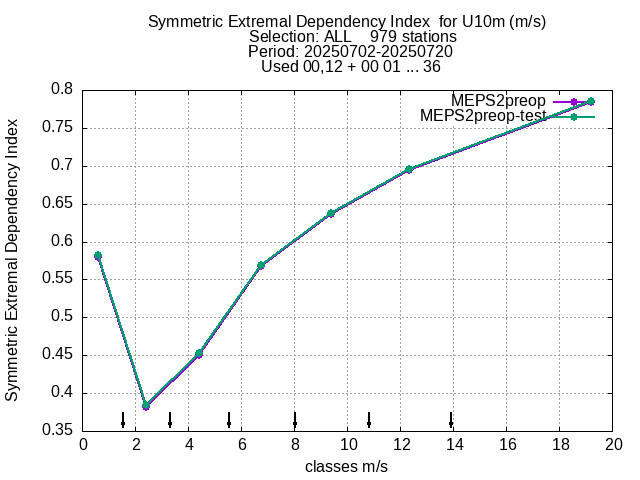 Symmetric Extremal Dependency Index  for U10m (m/s)
Selection: ALL    979 stations
Period: 20250702-20250720
Used 00,12 + 00 01 ... 36
MEPS2preop
MEPS2preop-test
Symmetric Extremal Dependency Index
0.8
0.75
0.7
0.65
0.6
0.55
0.5
0.45
0.4
0.35
0 2 4 6 8 10 12 14 16 18 20
classes m/s